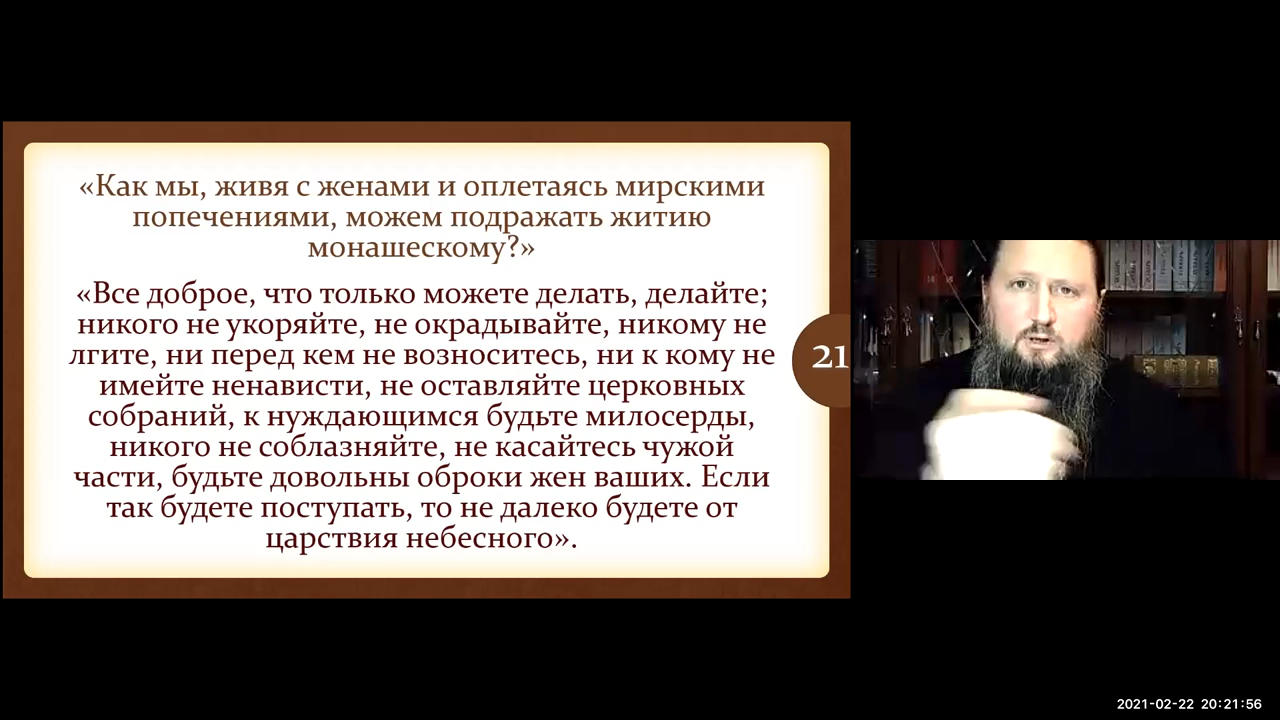 «Как мы, живя с женами и оплетаясь мирскими
попечениями, можем подражать житию
монашескому?»
«Все доброе, что только можете делать, делайте;
никого не укоряйте, не окрадывайте, никому не
лгите, ни перед кем не возноситесь, ни к кому не
имейте ненависти, не оставляйте церковных
собраний, к нуждающимся будьте милосерды,
никого не соблазняйте, не касайтесь чужой
части, будьте довольны оброки жен ваших. Если
так будете поступать, то не далеко будете от
царствия небесного».
21
2021-02-22 20:21:56